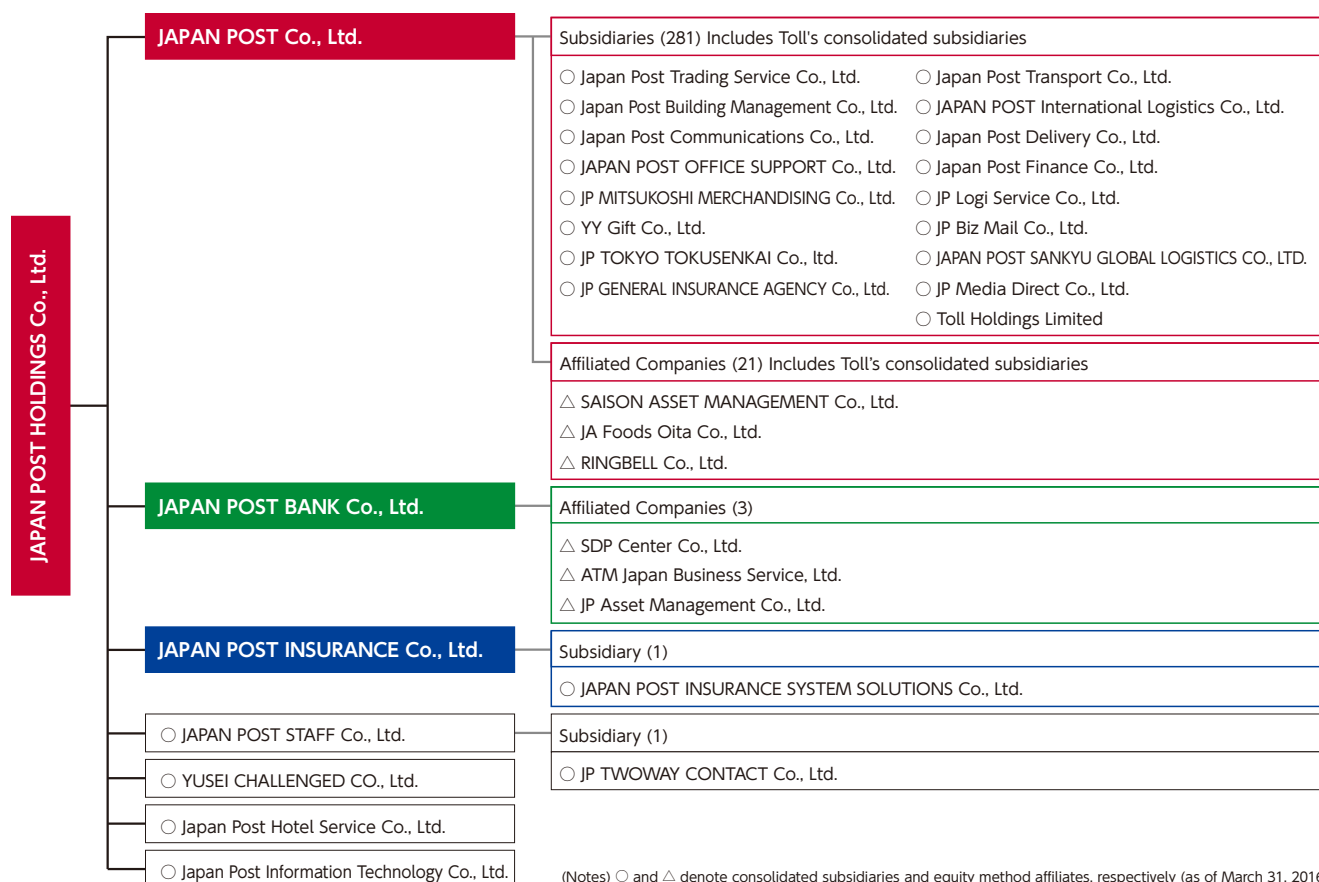 JAPAN POST HOLDINGS Co., Ltd.
JAPAN POST Co., Ltd.
Subsidiaries (281) Includes Toll's consolidated subsidiaries
○ Japan Post Trading Service Co., Ltd.
○ Japan Post Building Management Co., Ltd.
○ Japan Post Communications Co., Ltd.
○ JAPAN POST OFFICE SUPPORT Co., Ltd.
○ JP MITSUKOSHI MERCHANDISING Co., Ltd.
○ YY Gift Co., Ltd.
○ JP TOKYO TOKUSENKAI Co., ltd.
○ JP GENERAL INSURANCE AGENCY Co., Ltd.
○ Japan Post Transport Co., Ltd.
○ JAPAN POST International Logistics Co., Ltd.
○ Japan Post Delivery Co., Ltd.
○ Japan Post Finance Co., Ltd.
○ JP Logi Service Co., Ltd.
○ JP Biz Mail Co., Ltd.
○ JAPAN POST SANKYU GLOBAL LOGISTICS CO., LTD.
○ JP Media Direct Co., Ltd.
○ Toll Holdings Limited
Affiliated Companies (21) Includes Toll’s consolidated subsidiaries
△ SAISON ASSET MANAGEMENT Co., Ltd.
△ JA Foods Oita Co., Ltd.
△ RINGBELL Co., Ltd.
JAPAN POST BANK Co., Ltd.
Affiliated Companies (3)
△ SDP Center Co., Ltd.
△ ATM Japan Business Service, Ltd.
△ JP Asset Management Co., Ltd.
JAPAN POST INSURANCE Co., Ltd.
Subsidiary (1)
○ JAPAN POST INSURANCE SYSTEM SOLUTIONS Co., Ltd.
○ JAPAN POST STAFF Co., Ltd.
Subsidiary (1)
○ JP TWOWAY CONTACT Co., Ltd.
○ YUSEI CHALLENGED CO., Ltd.
○ Japan Post Hotel Service Co., Ltd.
○ Japan Post Information Technology Co., Ltd.
(Notes) ○ and △ denote consolidated subsidiaries and equity method affiliates, respectively (as of March 31, 2016